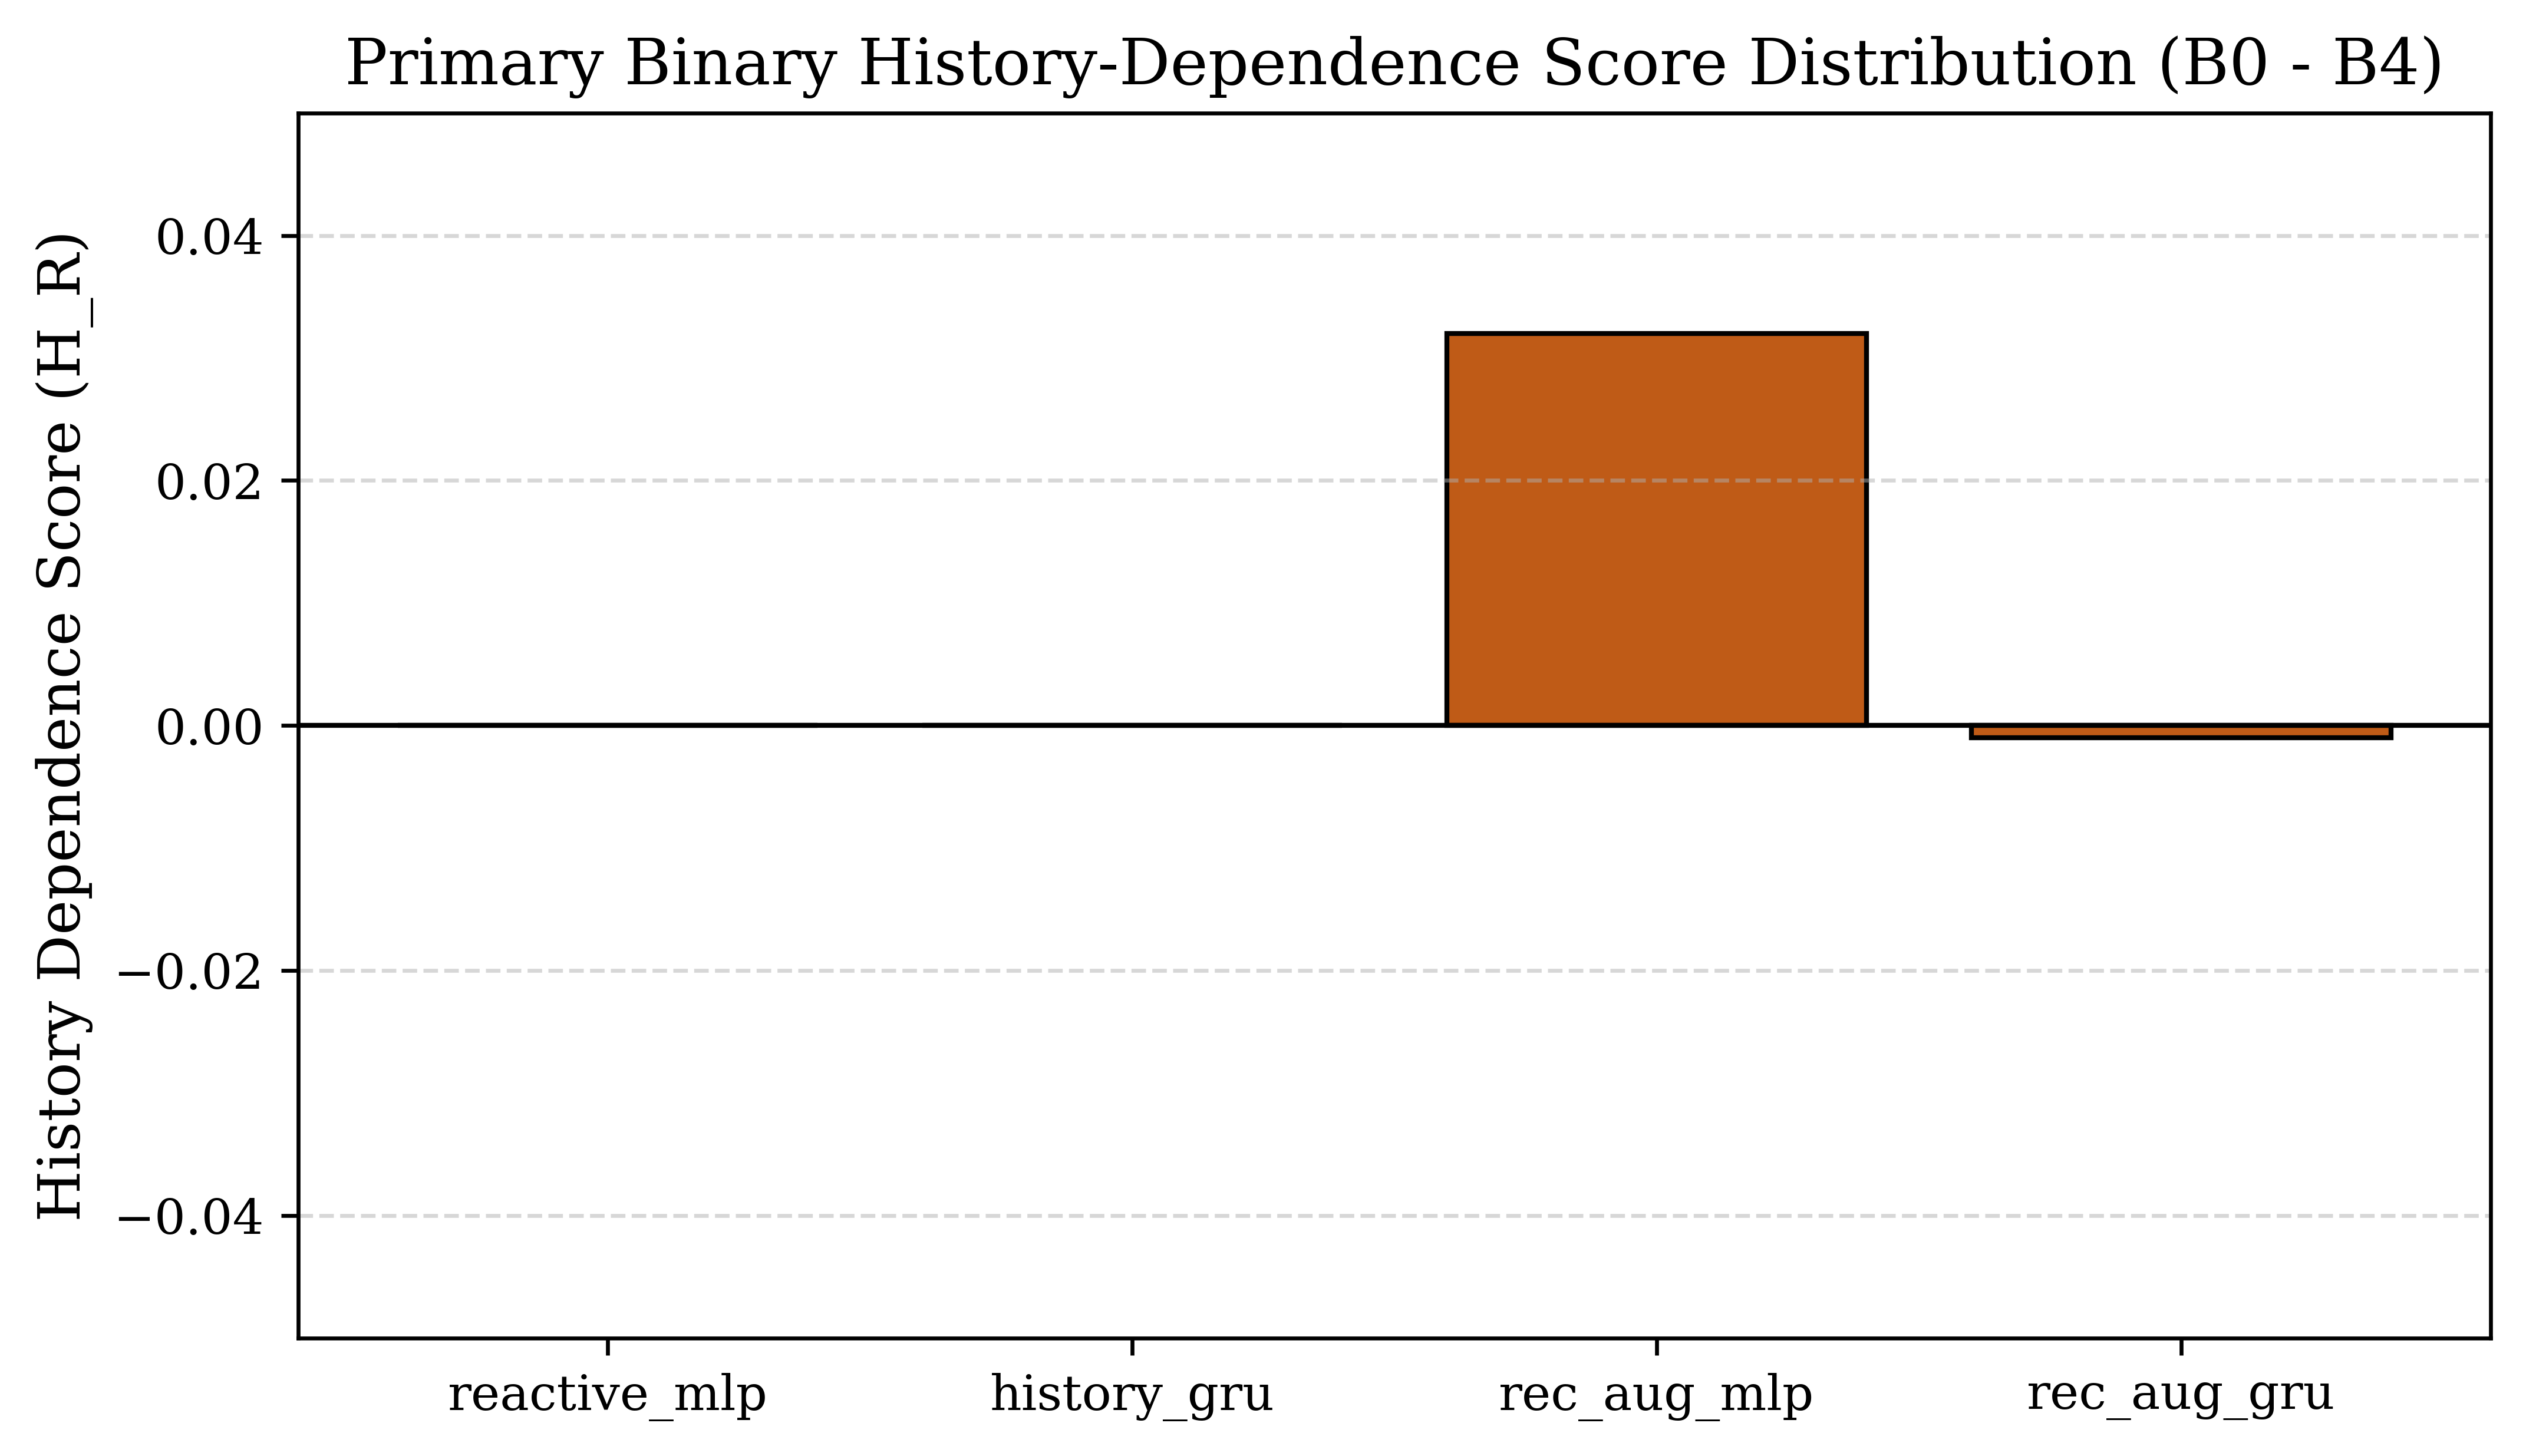 Primary Binary History-Dependence Score Distribution (B0 - B4)
History Dependence Score (H_R)
0.04
0.02
0.00
−0.02
−0.04
reactive_mlp
history_gru
rec_aug_mlp
rec_aug_gru